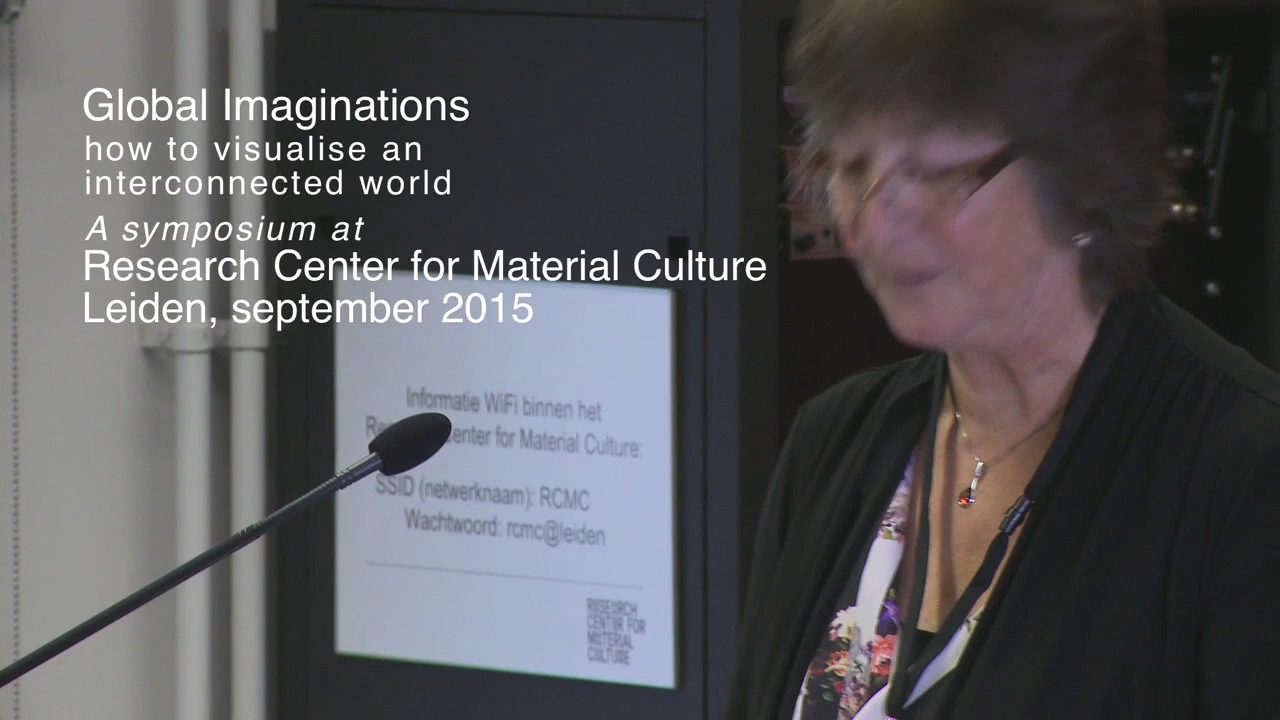 Global Imaginations
how to visualise an
interconnected world
A symposium at
Research Center for Material Culture
Leiden, september 2015
Informatie WiFi binnen het
Center for Material Culture:
SSID (netwerknaam): RCMC
Wachtwoord: rcmc@leiden
RESEARCH
CENTER FOR
MATERIAL
CULTURE